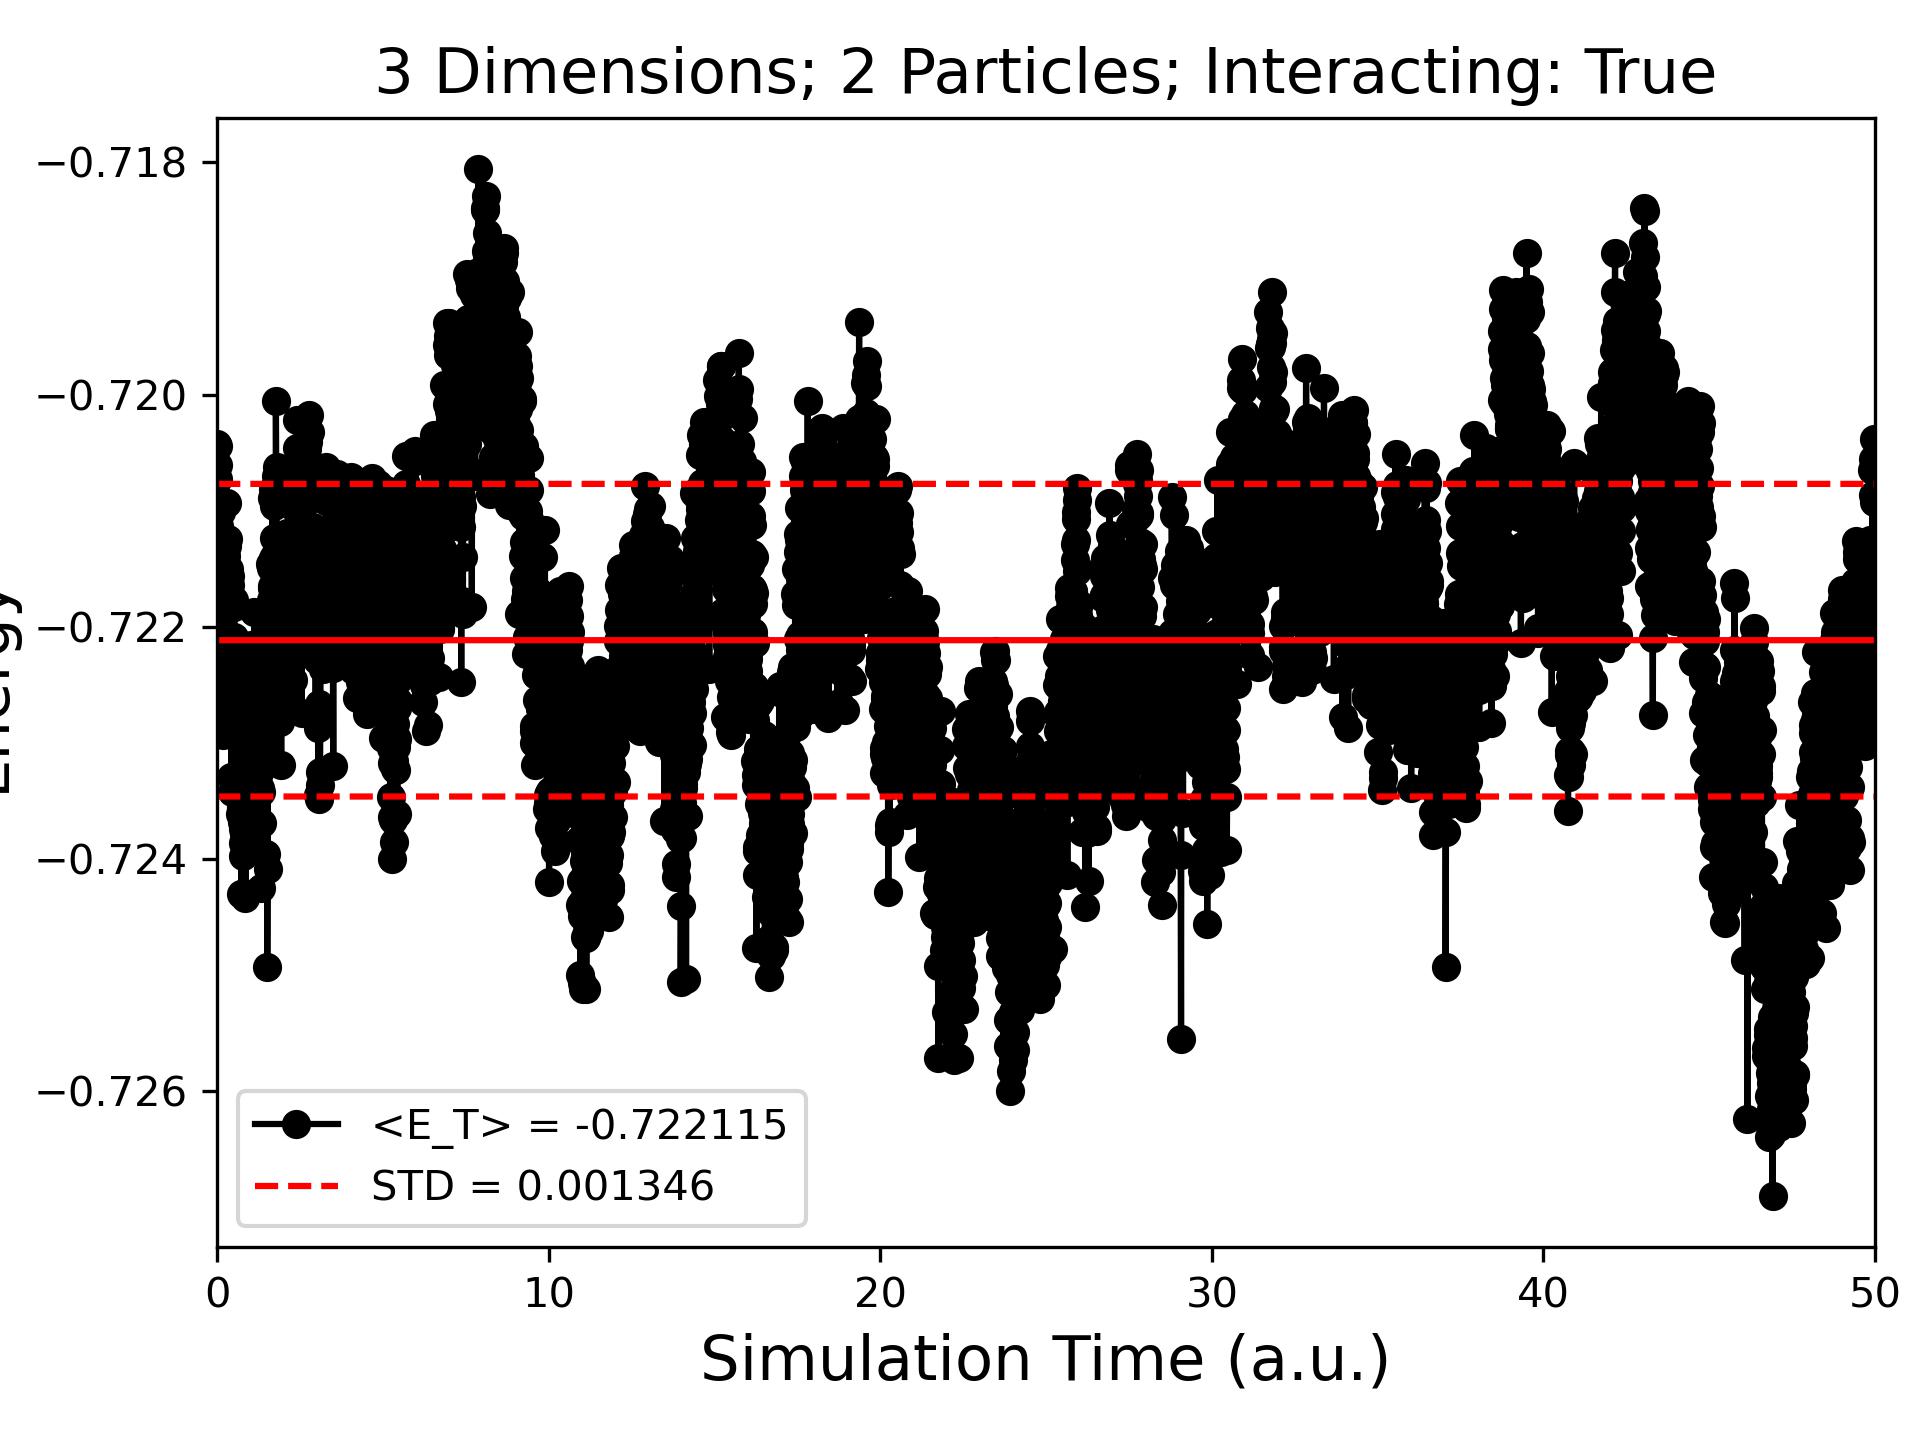 3 Dimensions; 2 Particles; Interacting: True
−0.718
−0.720
−0.722
−0.724
−0.726
Energy
<E_T> = -0.722115
STD = 0.001346
0 10 20 30 40 50
Simulation Time (a.u.)